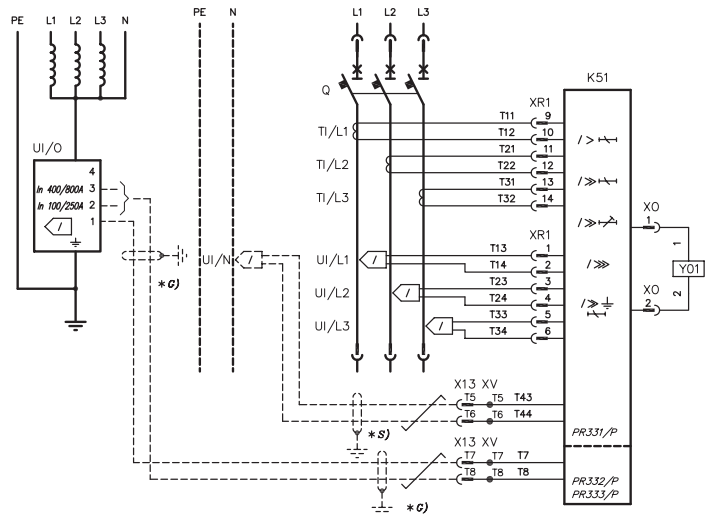 PE L1 L2 L3 N
PE N
L1 L2 L3
K51
Q
XR1
T11 9
T12 10
T21 11
T22 12
T31 13
T32 14
TI/L1
TI/L2
TI/L3
I>
I>>
I>>
I>>>
I>>
UI/O
4
In 400/800A 3
In 100/250A 2
1
I
*G)
UI/N I
XR1
UI/L1 I T13 1
T14 2
UI/L2 I T23 3
T24 4
UI/L3 I T33 5
T34 6
XO
1
1
YO1
2
XO
2
X13 XV
T5 T5 T43
T6 T6 T44
*S)
PR331/P
X13 XV
T7 T7 T7
T8 T8 T8
*G)
PR332/P
PR333/P